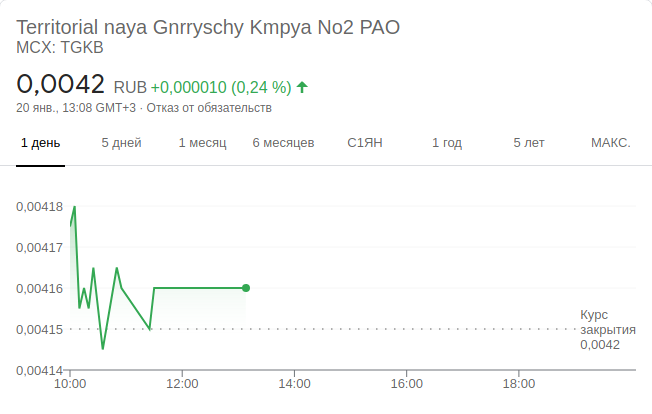 Territorial naya Gnrryschy Kmpya No2 PAO
MCX: TGKB
0,0042 RUB +0,000010 (0,24 %)
20 янв., 13:08 GMT+3 · Отказ от обязательств
1 день 5 дней 1 месяц 6 месяцев С1ЯН 1 год 5 лет МАКС.
0,00418
0,00417
0,00416
0,00415
0,00414
Курс
закрытия
0,0042
10:00 12:00 14:00 16:00 18:00